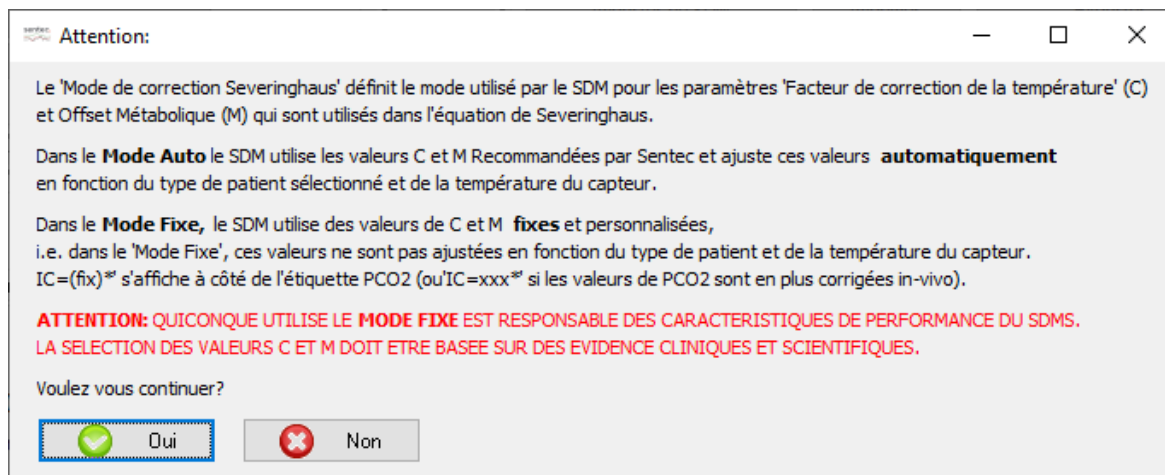 sentec
Attention:
Le 'Mode de correction Severinghaus' définit le mode utilisé par le SDM pour les paramètres 'Facteur de correction de la température' (C)
et Offset Métabolique (M) qui sont utilisés dans l'équation de Severinghaus.
Dans le Mode Auto le SDM utilise les valeurs C et M Recommandées par Sentec et ajuste ces valeurs automatiquement
en fonction du type de patient sélectionné et de la température du capteur.
Dans le Mode Fixe, le SDM utilise des valeurs de C et M fixes et personnalisées,
i.e. dans le 'Mode Fixe', ces valeurs ne sont pas ajustées en fonction du type de patient et de la température du capteur.
IC=(fix)*' s'affiche à côté de l'étiquette PCO2 (ou'IC=xxx*' si les valeurs de PCO2 sont en plus corrigées in-vivo).
ATTENTION: QUICONQUE UTILISE LE MODE FIXE EST RESPONSABLE DES CARACTERISTIQUES DE PERFORMANCE DU SDMS.
LA SELECTION DES VALEURS C ET M DOIT ETRE BASEE SUR DES EVIDENCE CLINIQUES ET SCIENTIFIQUES.
Voulez vous continuer?
Oui Non